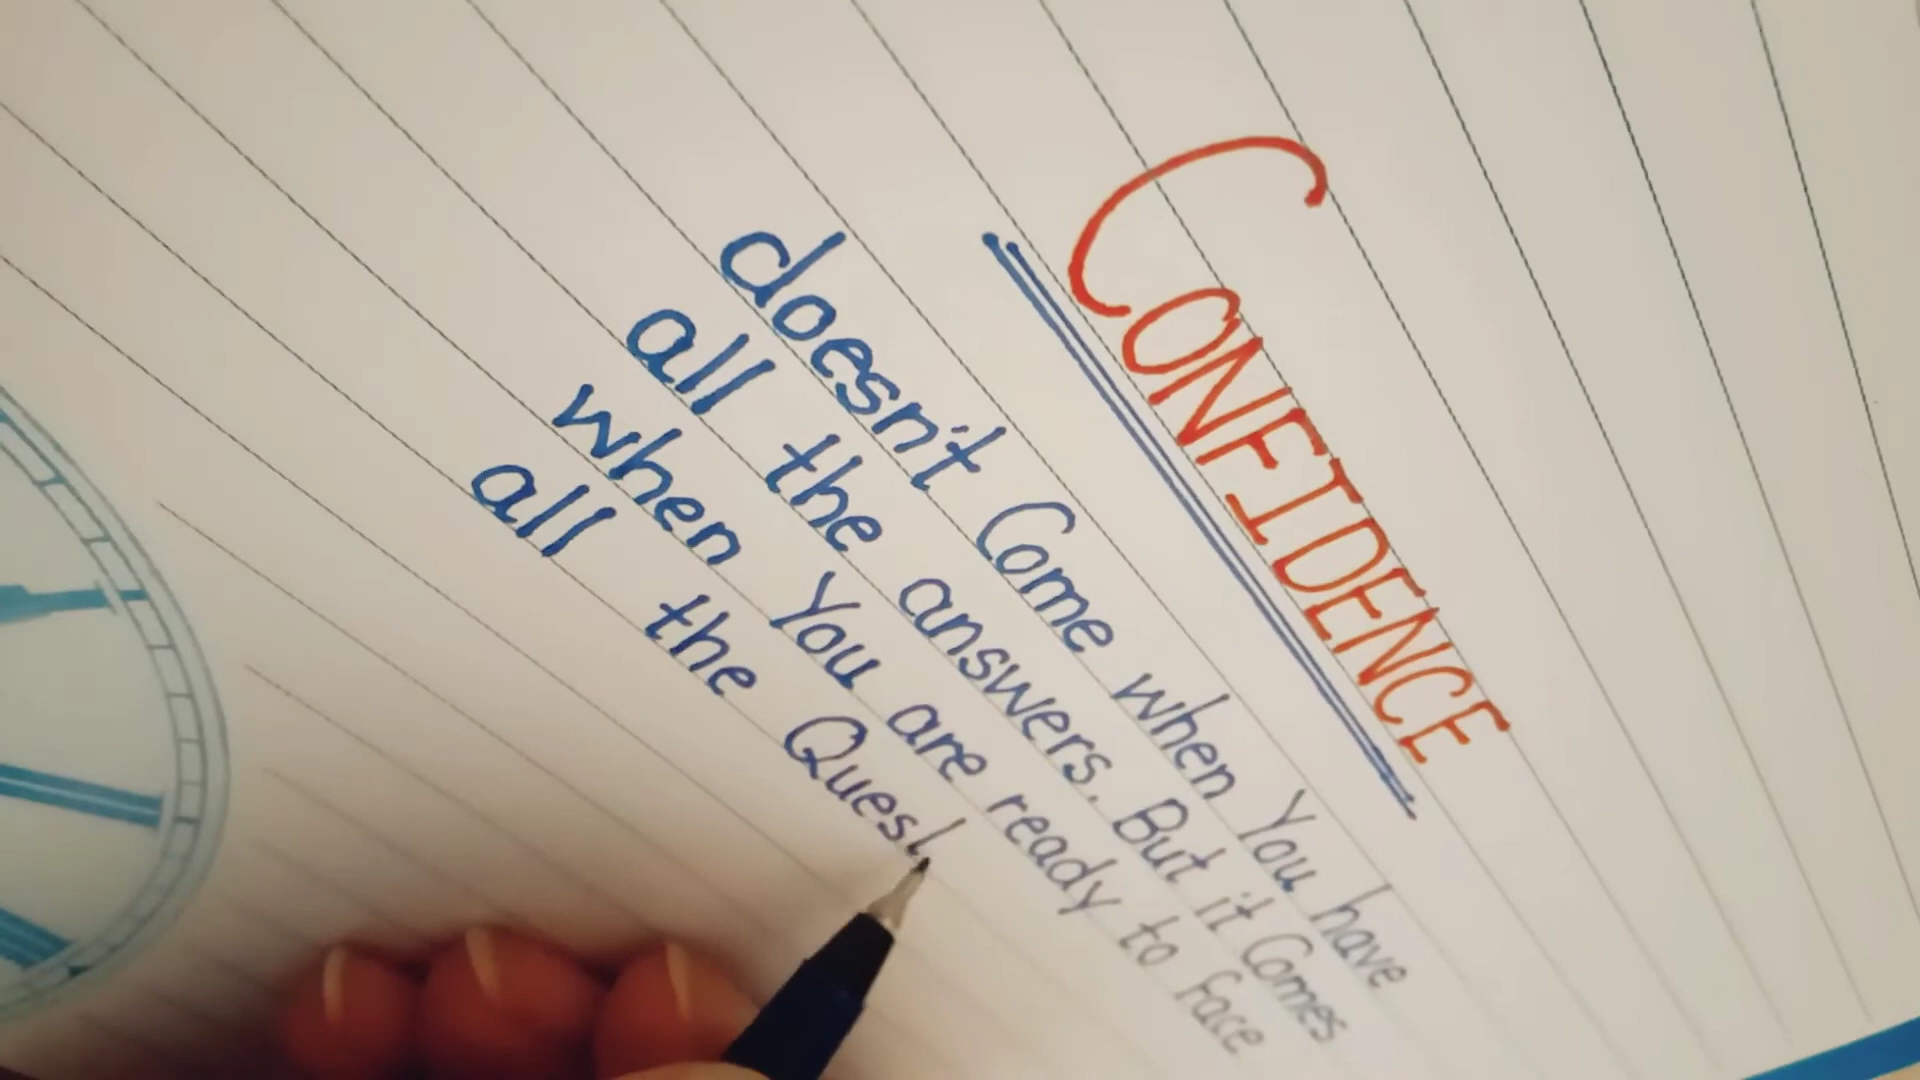 CONFIDENCE
doesn't Come when You have
all the answers. But it Comes
when You are ready to face
all the Quesl